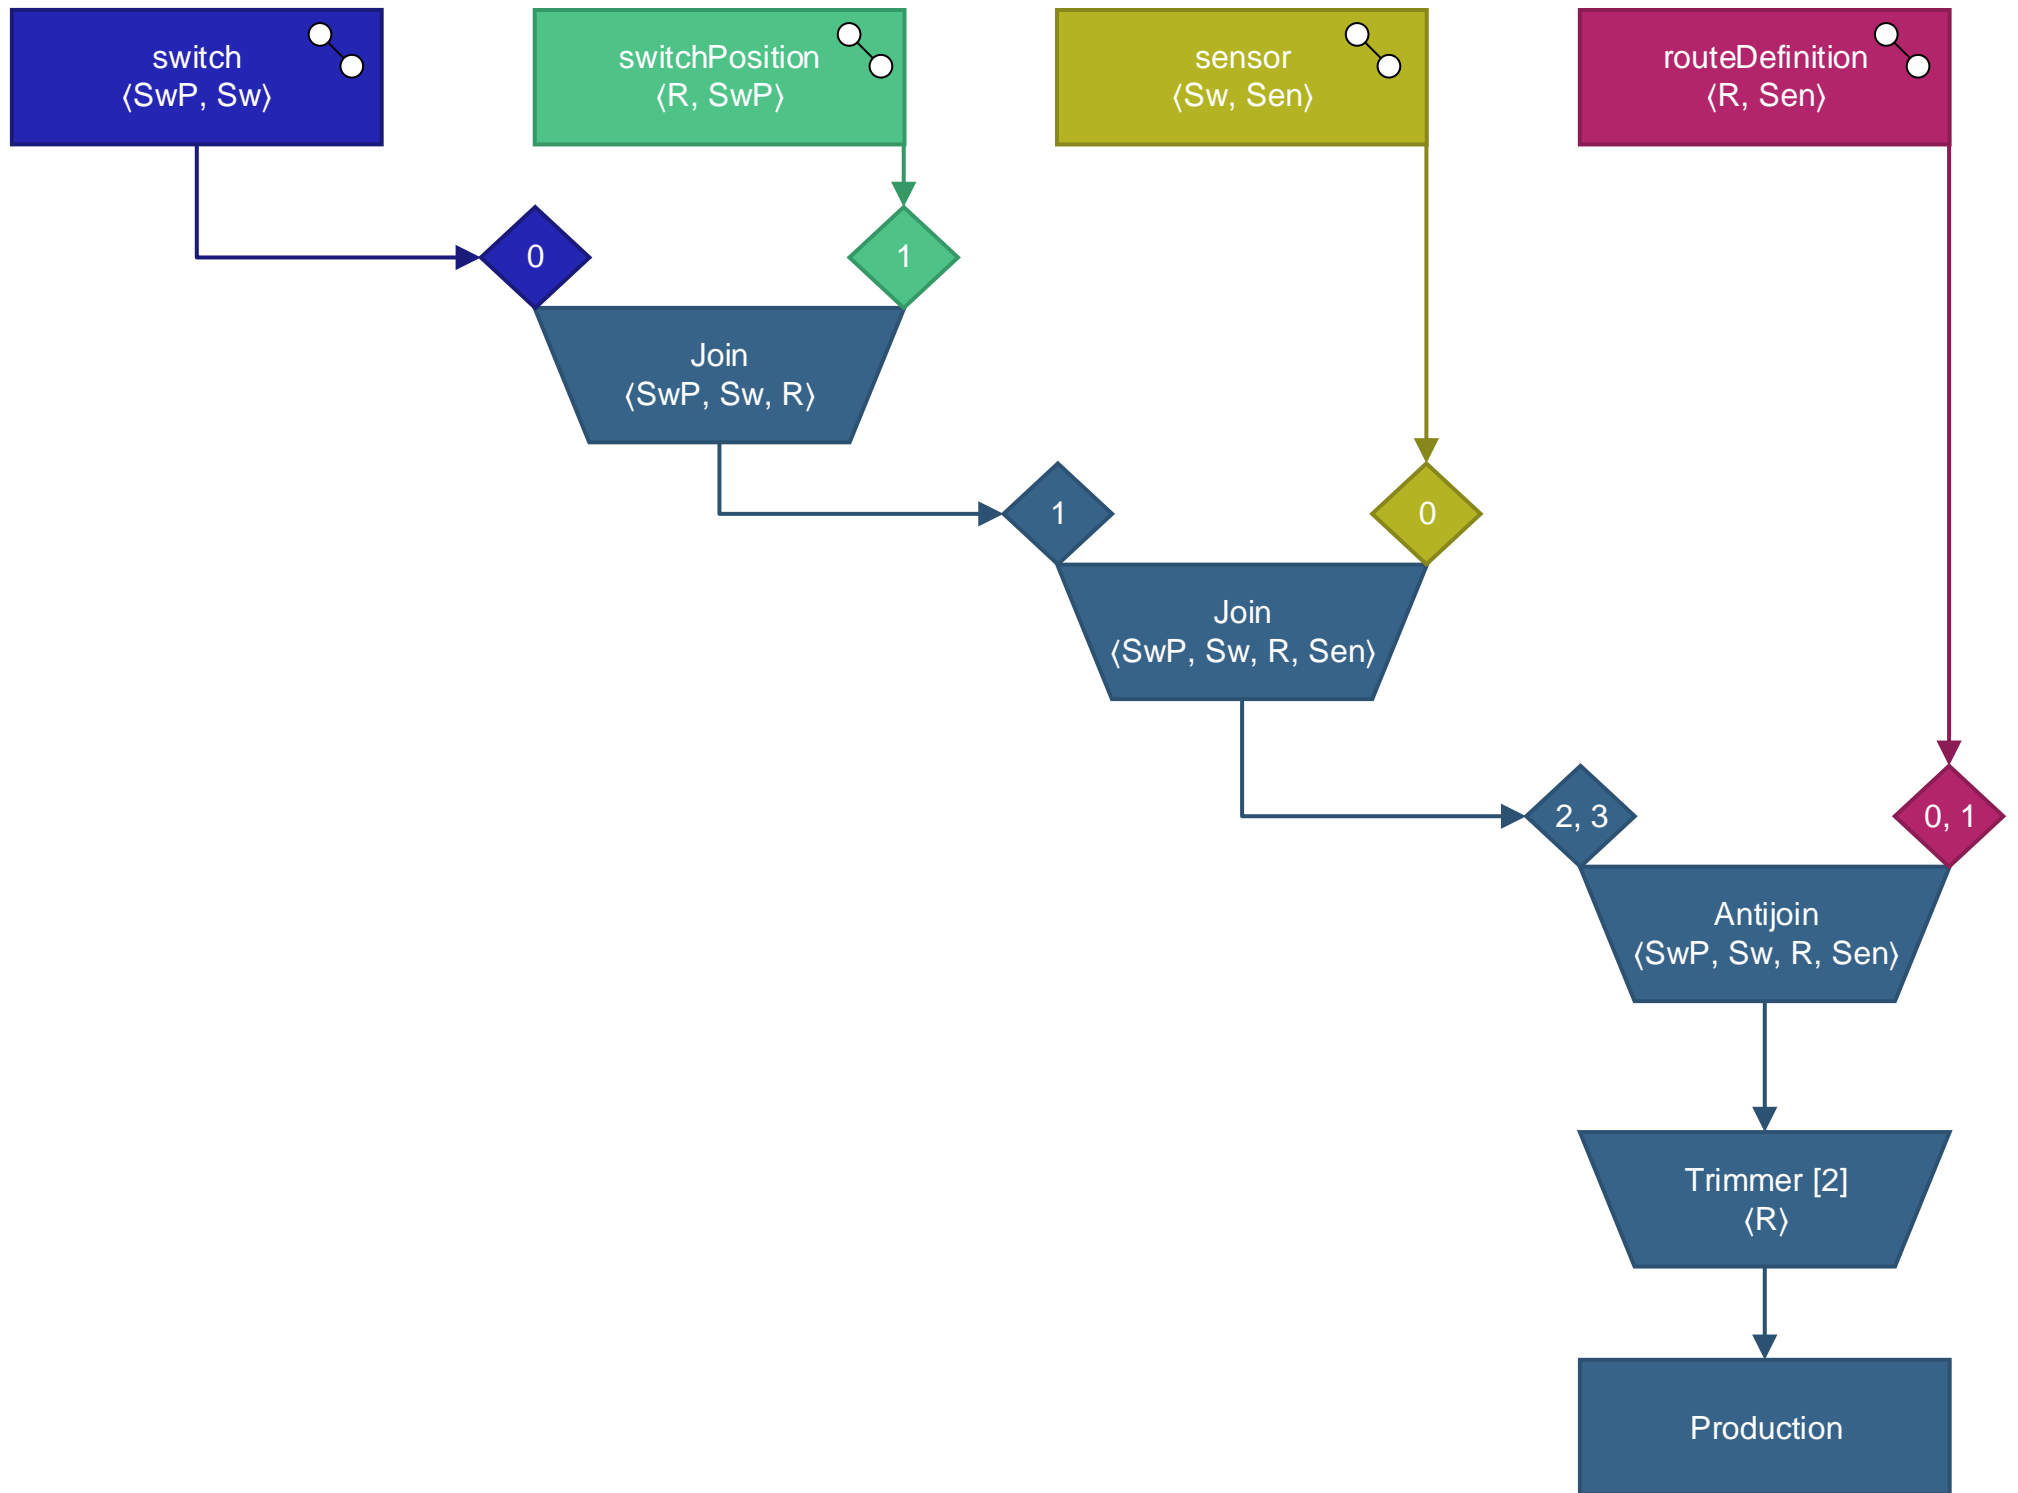 switch
⟨SwP, Sw⟩
switchPosition
⟨R, SwP⟩
sensor
⟨Sw, Sen⟩
routeDefinition
⟨R, Sen⟩
0
1
Join
⟨SwP, Sw, R⟩
1
0
Join
⟨SwP, Sw, R, Sen⟩
2, 3
0, 1
Antijoin
⟨SwP, Sw, R, Sen⟩
Trimmer [2]
⟨R⟩
Production